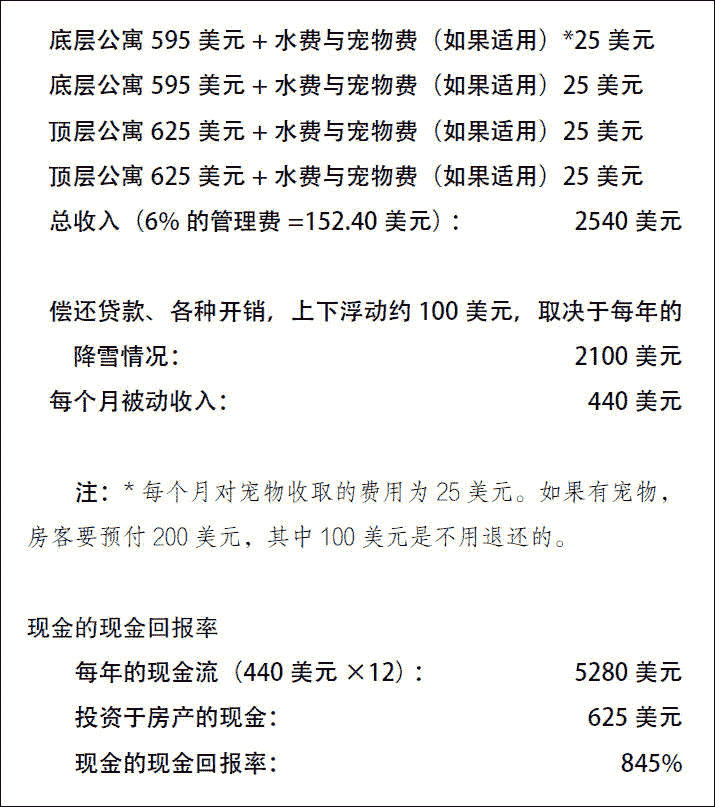 底层公寓 595 美元 + 水费与宠物费（如果适用）*25 美元
底层公寓 595 美元 + 水费与宠物费（如果适用）25 美元
顶层公寓 625 美元 + 水费与宠物费（如果适用）25 美元
顶层公寓 625 美元 + 水费与宠物费（如果适用）25 美元
总收入（6% 的管理费 =152.40 美元）： 2540 美元
偿还贷款、各种开销，上下浮动约 100 美元，取决于每年的
降雪情况： 2100 美元
每个月被动收入： 440 美元
注：* 每个月对宠物收取的费用为 25 美元。如果有宠物，
房客要预付 200 美元，其中 100 美元是不用退还的。
现金的现金回报率
每年的现金流（440 美元 ×12）： 5280 美元
投资于房产的现金： 625 美元
现金的现金回报率： 845%